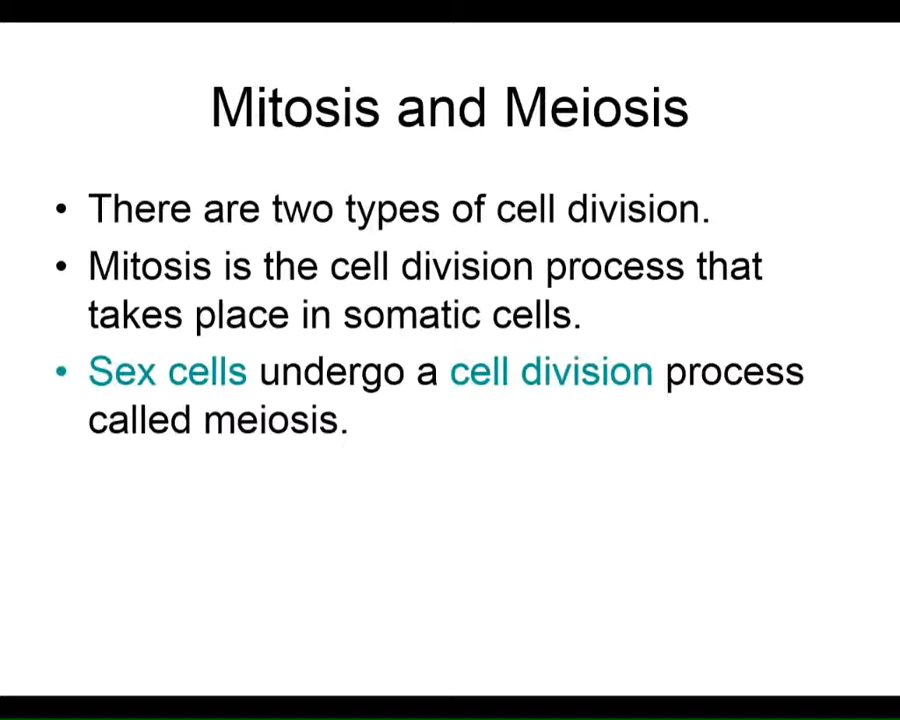 Mitosis and Meiosis
• There are two types of cell division.
• Mitosis is the cell division process that
takes place in somatic cells.
• Sex cells undergo a cell division process
called meiosis.